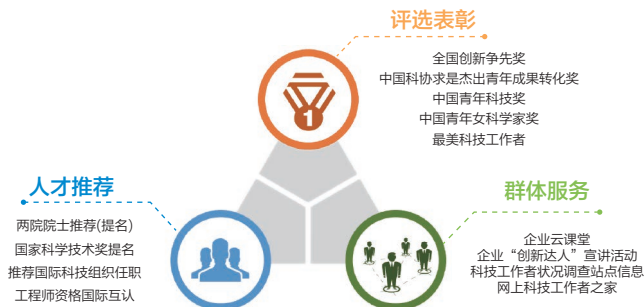 评选表彰
全国创新争先奖
中国科协求是杰出青年成果转化奖
中国青年科技奖
中国青年女科学家奖
最美科技工作者
1
人才推荐
两院院士推荐(提名)
国家科学技术奖提名
推荐国际科技组织任职
工程师资格国际互认
群体服务
企业云课堂
企业“创新达人”宣讲活动
科技工作者状况调查站点信息
网上科技工作者之家